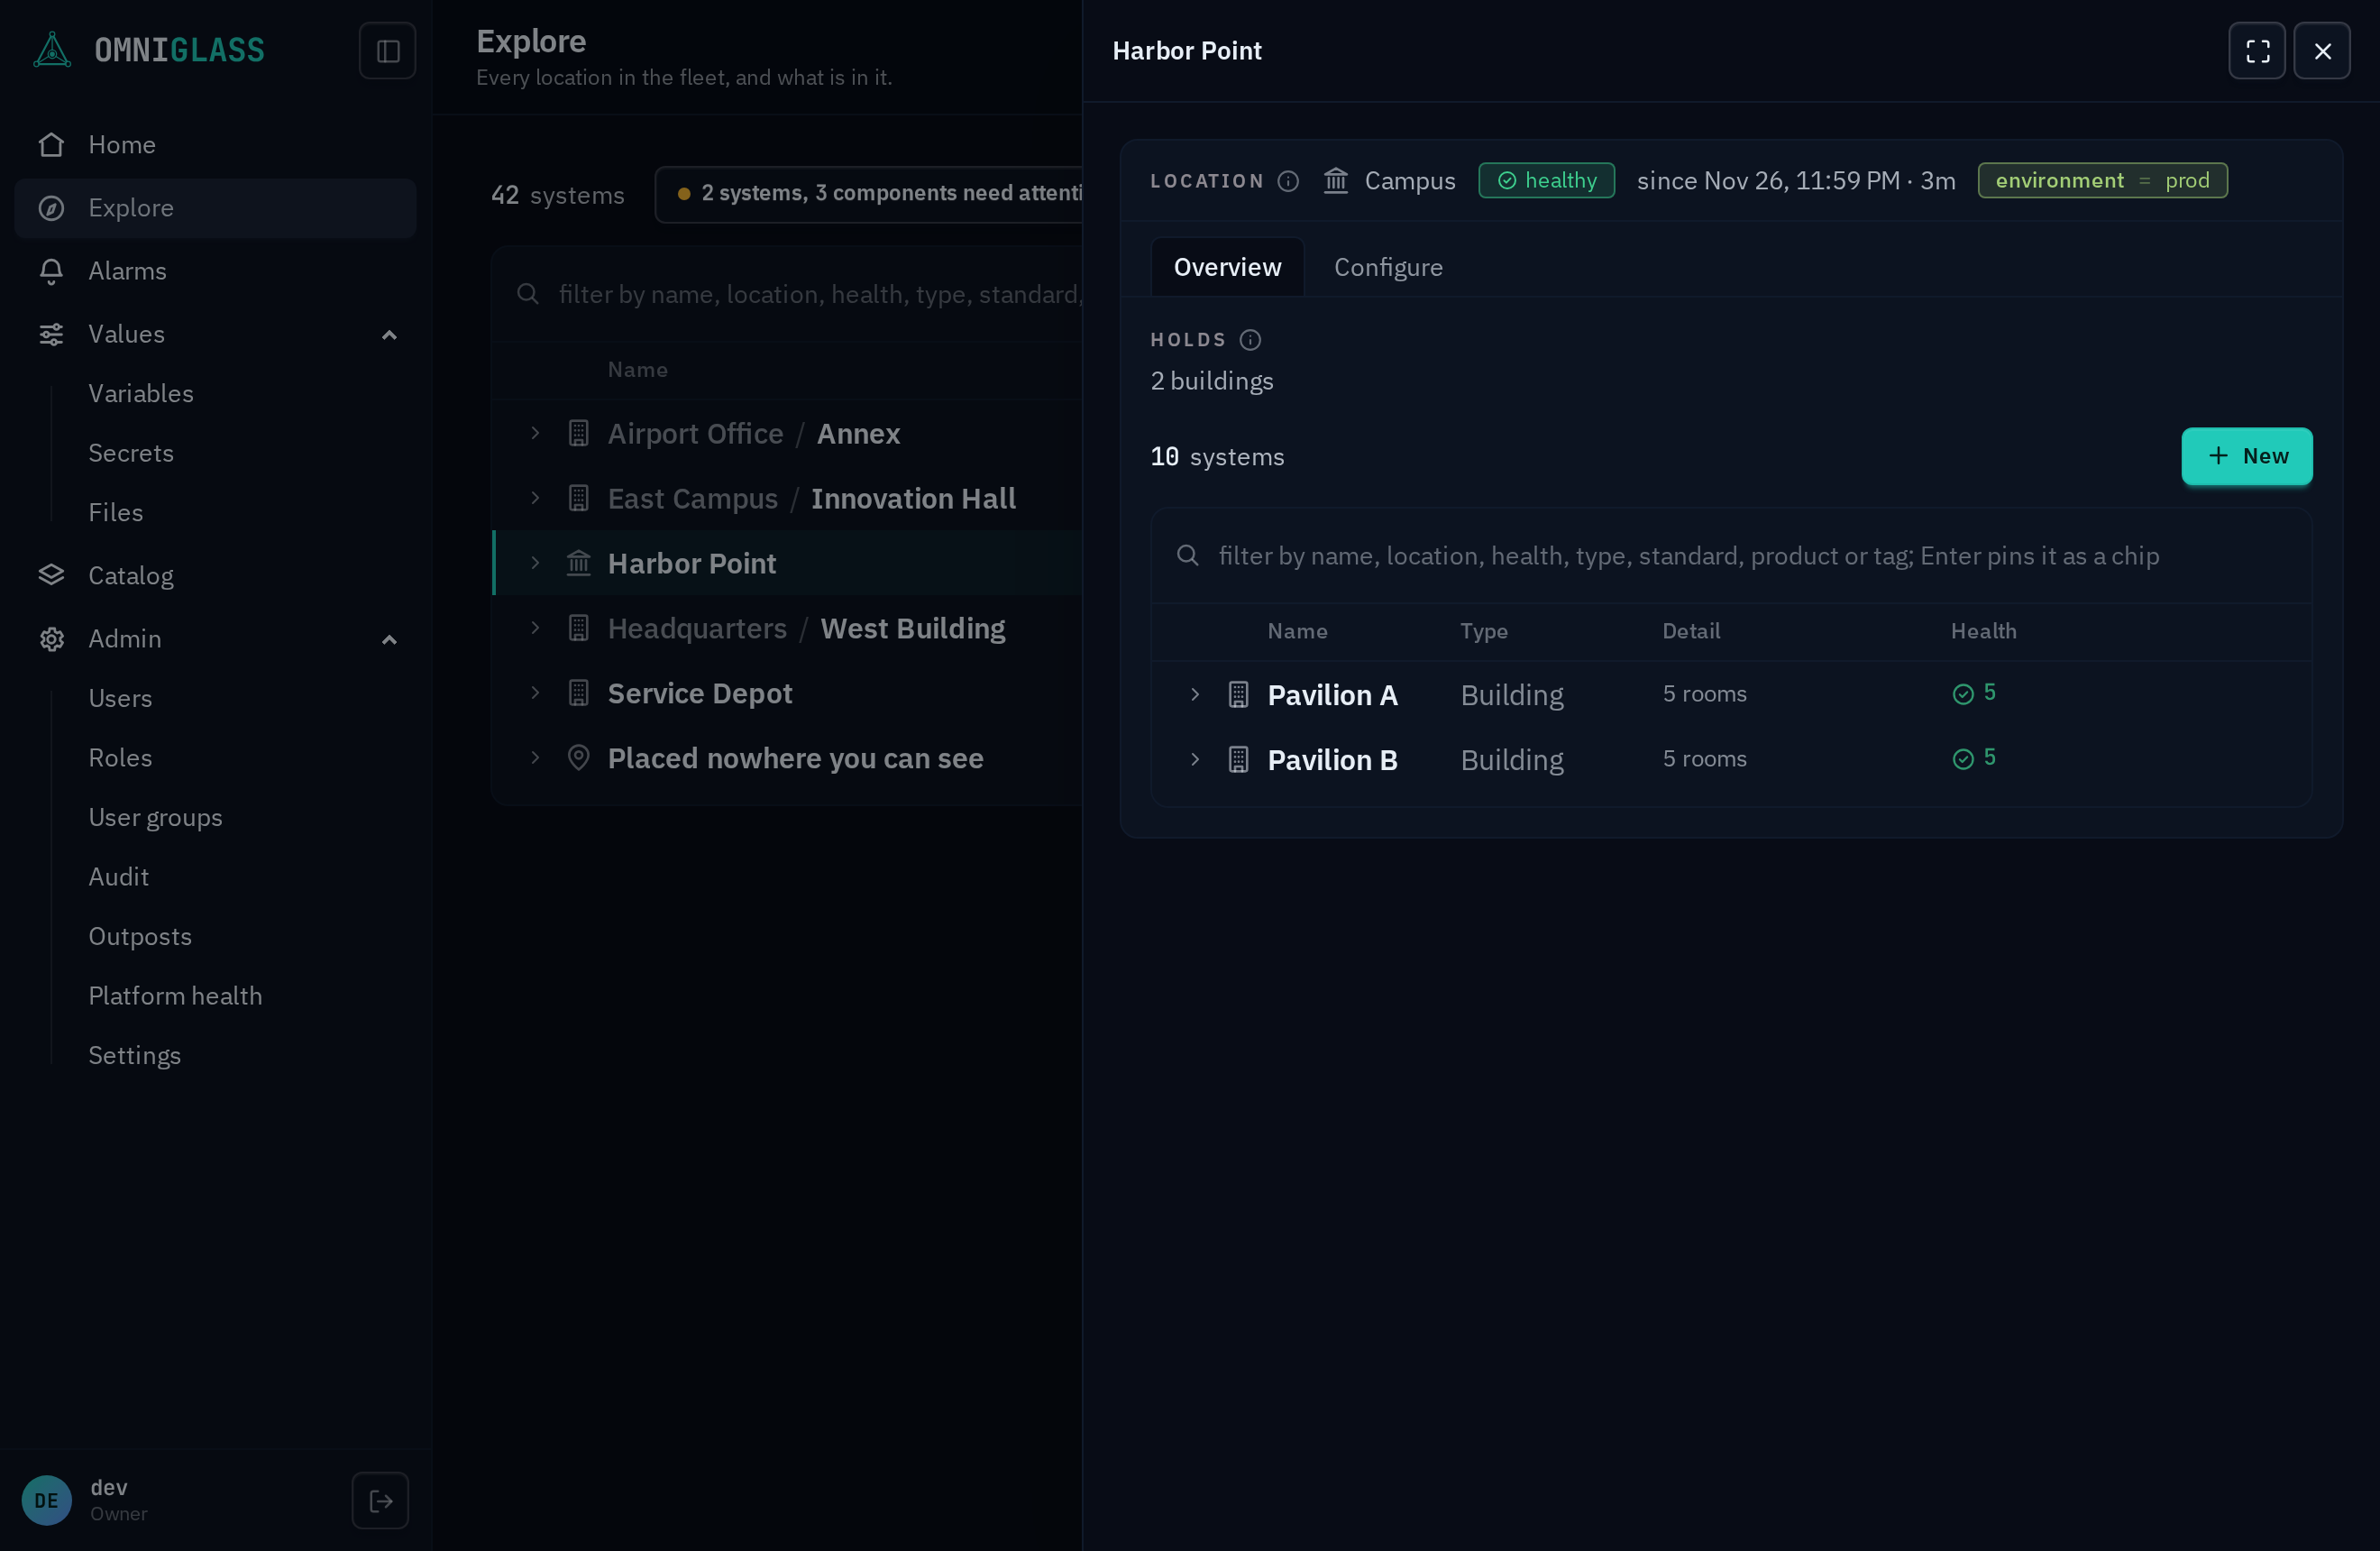 OMNIGLASS
Home
Explore
Alarms
Values
Variables
Secrets
Files
Catalog
Admin
Users
Roles
User groups
Audit
Outposts
Platform health
Settings
DE
dev
Owner
Explore
Every location in the fleet, and what is in it.
42 systems
2 systems, 3 components need attenti
filter by name, location, health, type, standard,
Name
Airport Office / Annex
East Campus / Innovation Hall
Harbor Point
Headquarters / West Building
Service Depot
Placed nowhere you can see
Harbor Point
LOCATION Campus healthy since Nov 26, 11:59 PM · 3m environment = prod
Overview Configure
HOLDS
2 buildings
10 systems
New
filter by name, location, health, type, standard, product or tag; Enter pins it as a chip
Name Type Detail Health
Pavilion A Building 5 rooms 5
Pavilion B Building 5 rooms 5